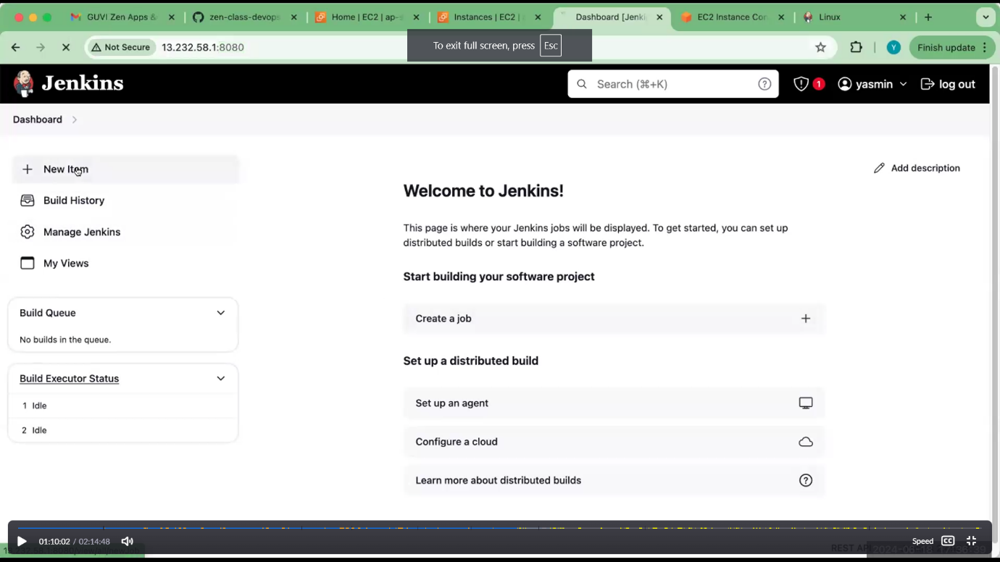 GUVI Zen Apps &
zen-class-devops
Home | EC2 | ap-s
Instances | EC2 |
Dashboard [Jenki
EC2 Instance Con
Linux
Not Secure
13.232.58.1:8080
To exit full screen, press Esc
Y
Finish update
Jenkins
Search (⌘+K)
1
yasmin
log out
Dashboard
New Item
Build History
Manage Jenkins
My Views
Build Queue
No builds in the queue.
Build Executor Status
1 Idle
2 Idle
Add description
Welcome to Jenkins!
This page is where your Jenkins jobs will be displayed. To get started, you can set up
distributed builds or start building a software project.
Start building your software project
Create a job
Set up a distributed build
Set up an agent
Configure a cloud
Learn more about distributed builds
01:10:02 / 02:14:48
Speed
CC
REST API